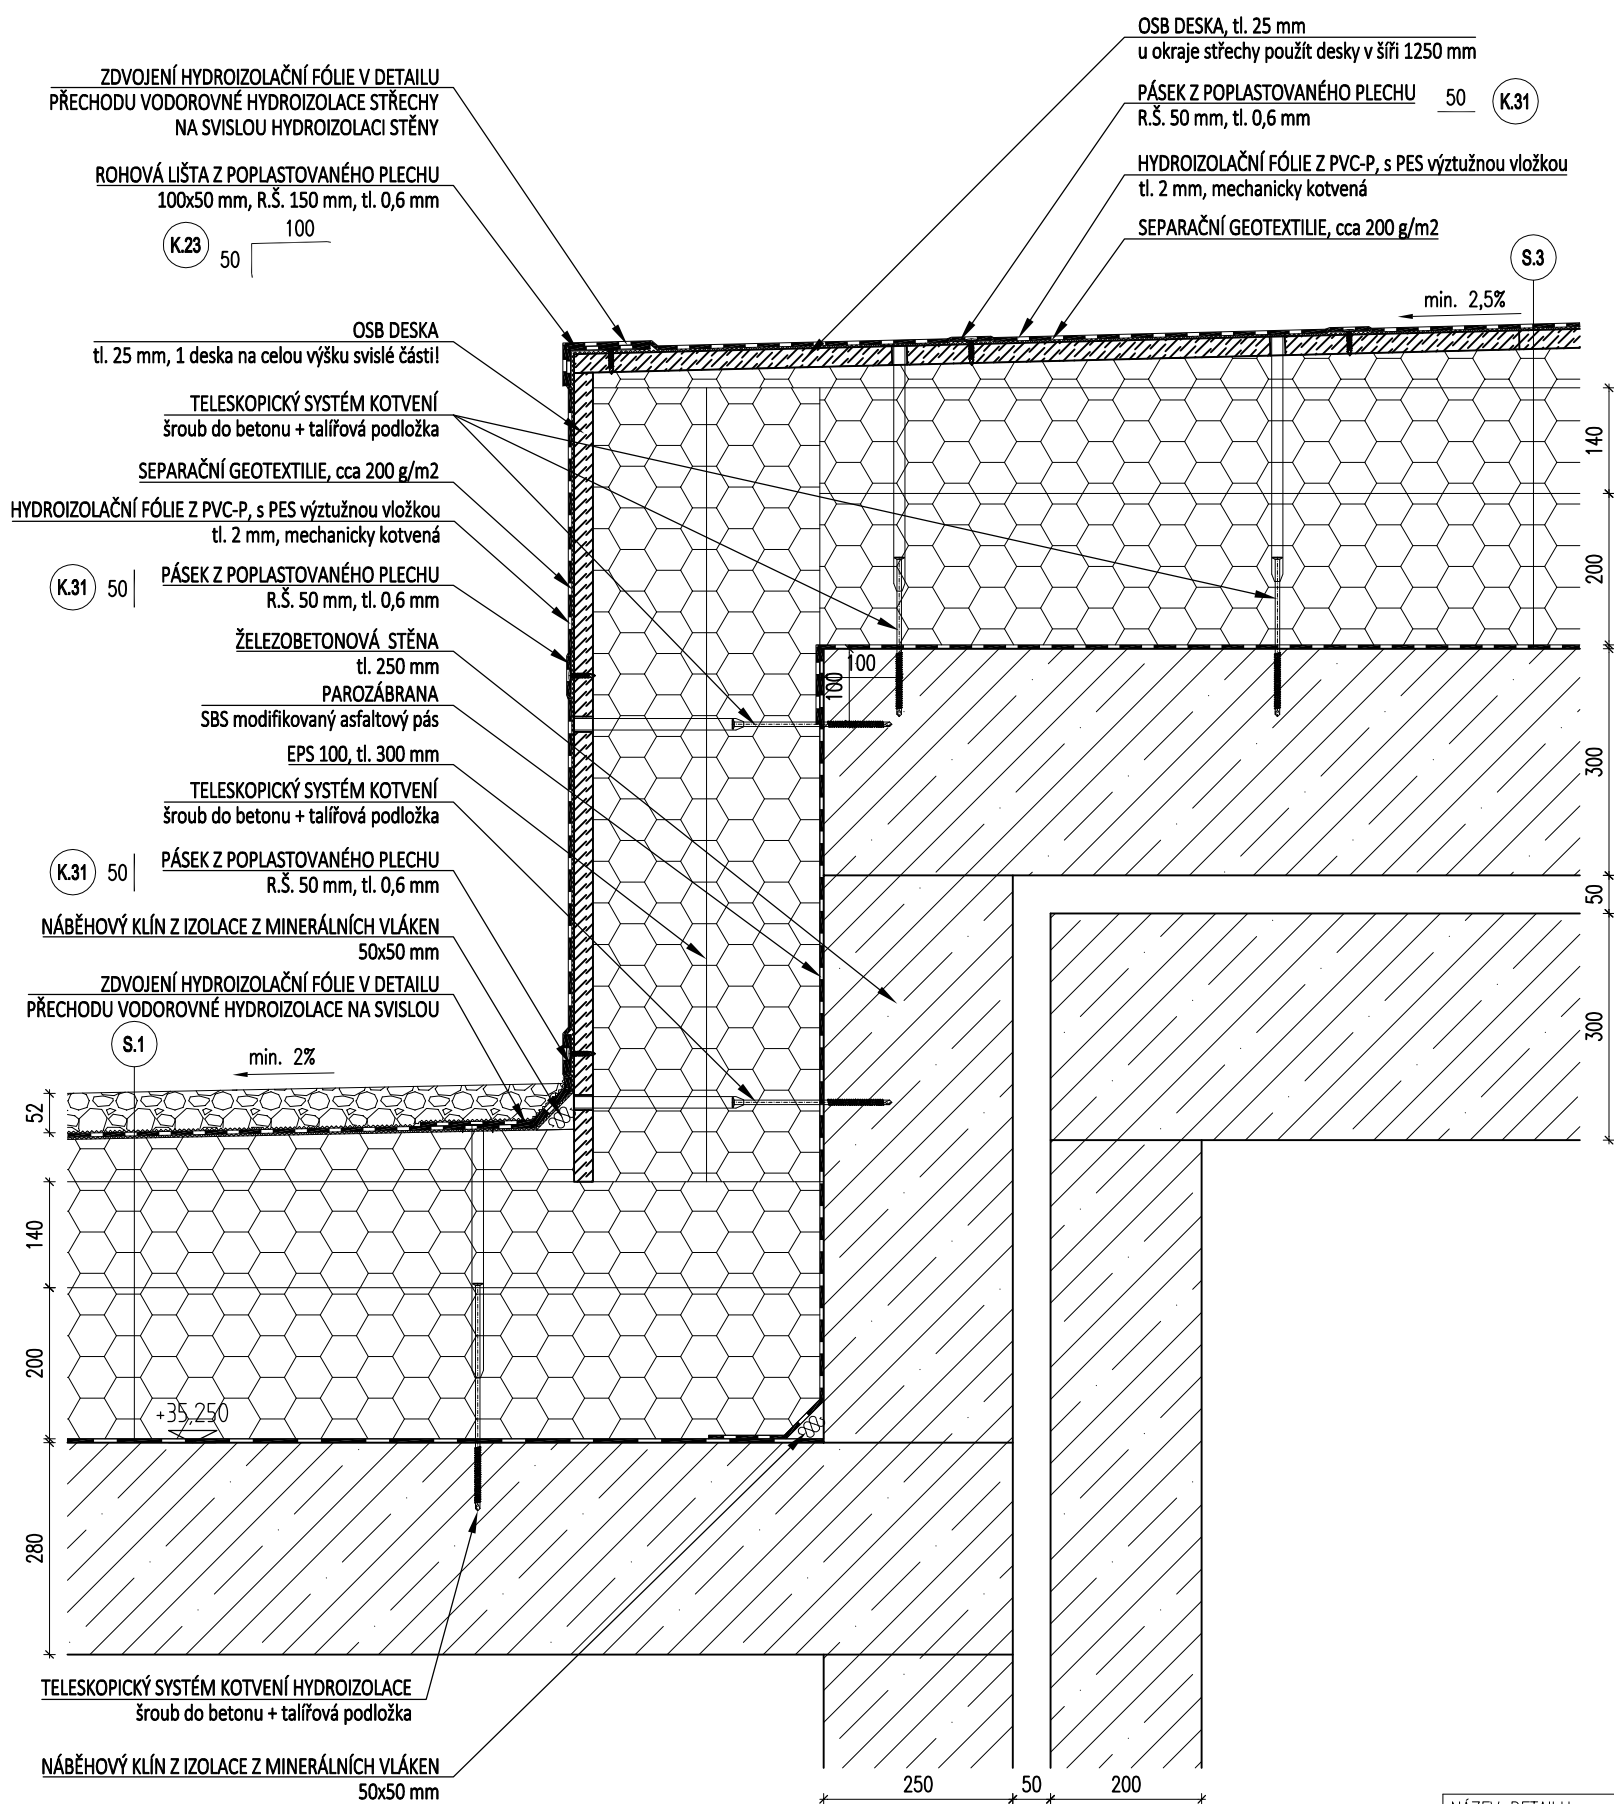 ZDVOJENÍ HYDROIZOLAČNÍ FÓLIE V DETAILU
PŘECHODU VODOROVNÉ HYDROIZOLACE STŘECHY
NA SVISLOU HYDROIZOLACI STĚNY
ROHOVÁ LIŠTA Z POPLASTOVANÉHO PLECHU
100x50 mm, R.Š. 150 mm, tl. 0,6 mm
K.23
50
100
OSB DESKA
tl. 25 mm, 1 deska na celou výšku svislé části!
TELESKOPICKÝ SYSTÉM KOTVENÍ
šroub do betonu + talířová podložka
SEPARAČNÍ GEOTEXTILIE, cca 200 g/m2
HYDROIZOLAČNÍ FÓLIE Z PVC-P, s PES výztužnou vložkou
tl. 2 mm, mechanicky kotvená
K.31 50
PÁSEK Z POPLASTOVANÉHO PLECHU
R.Š. 50 mm, tl. 0,6 mm
ŽELEZOBETONOVÁ STĚNA
tl. 250 mm
PAROZÁBRANA
SBS modifikovaný asfaltový pás
EPS 100, tl. 300 mm
TELESKOPICKÝ SYSTÉM KOTVENÍ
šroub do betonu + talířová podložka
K.31 50
PÁSEK Z POPLASTOVANÉHO PLECHU
R.Š. 50 mm, tl. 0,6 mm
NÁBĚHOVÝ KLÍN Z IZOLACE Z MINERÁLNÍCH VLÁKEN
50x50 mm
ZDVOJENÍ HYDROIZOLAČNÍ FÓLIE V DETAILU
PŘECHODU VODOROVNÉ HYDROIZOLACE NA SVISLOU
S.1
min. 2%
52
140
200
280
+35,250
TELESKOPICKÝ SYSTÉM KOTVENÍ HYDROIZOLACE
šroub do betonu + talířová podložka
NÁBĚHOVÝ KLÍN Z IZOLACE Z MINERÁLNÍCH VLÁKEN
50x50 mm
OSB DESKA, tl. 25 mm
u okraje střechy použít desky v šíři 1250 mm
PÁSEK Z POPLASTOVANÉHO PLECHU 50 K.31
R.Š. 50 mm, tl. 0,6 mm
HYDROIZOLAČNÍ FÓLIE Z PVC-P, s PES výztužnou vložkou
tl. 2 mm, mechanicky kotvená
SEPARAČNÍ GEOTEXTILIE, cca 200 g/m2
S.3
min. 2,5%
100
100
140
200
300
50
300
250 50 200